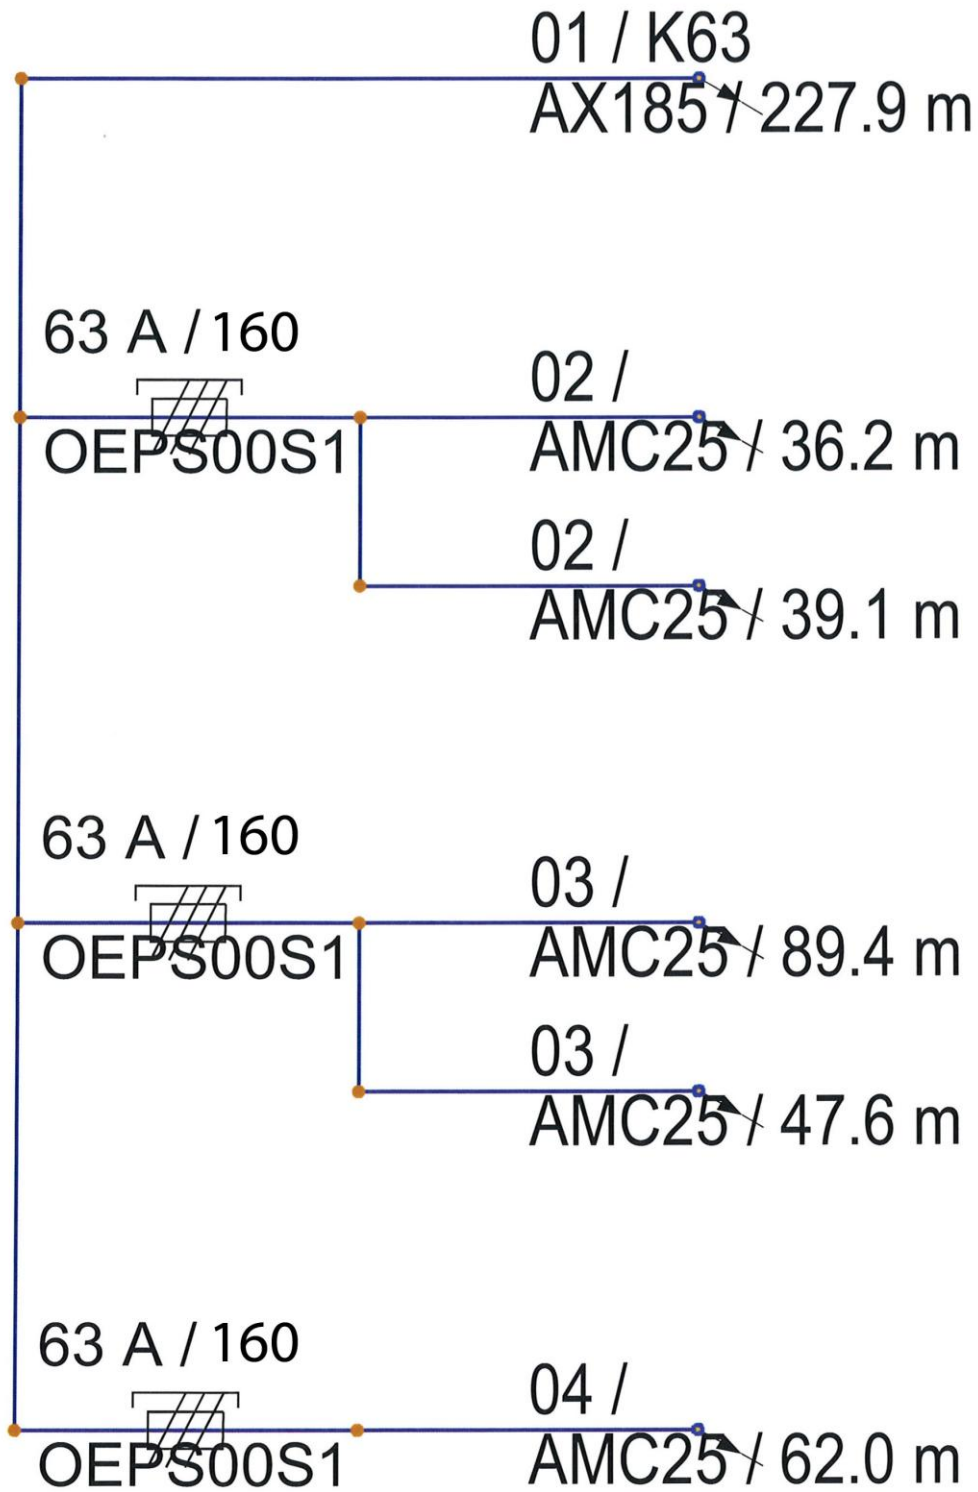 01 / K63
AX185 / 227.9 m
63 A / 160
OEPS00S1
02 /
AMC25 / 36.2 m
02 /
AMC25 / 39.1 m
63 A / 160
OEPS00S1
03 /
AMC25 / 89.4 m
03 /
AMC25 / 47.6 m
63 A / 160
OEPS00S1
04 /
AMC25 / 62.0 m